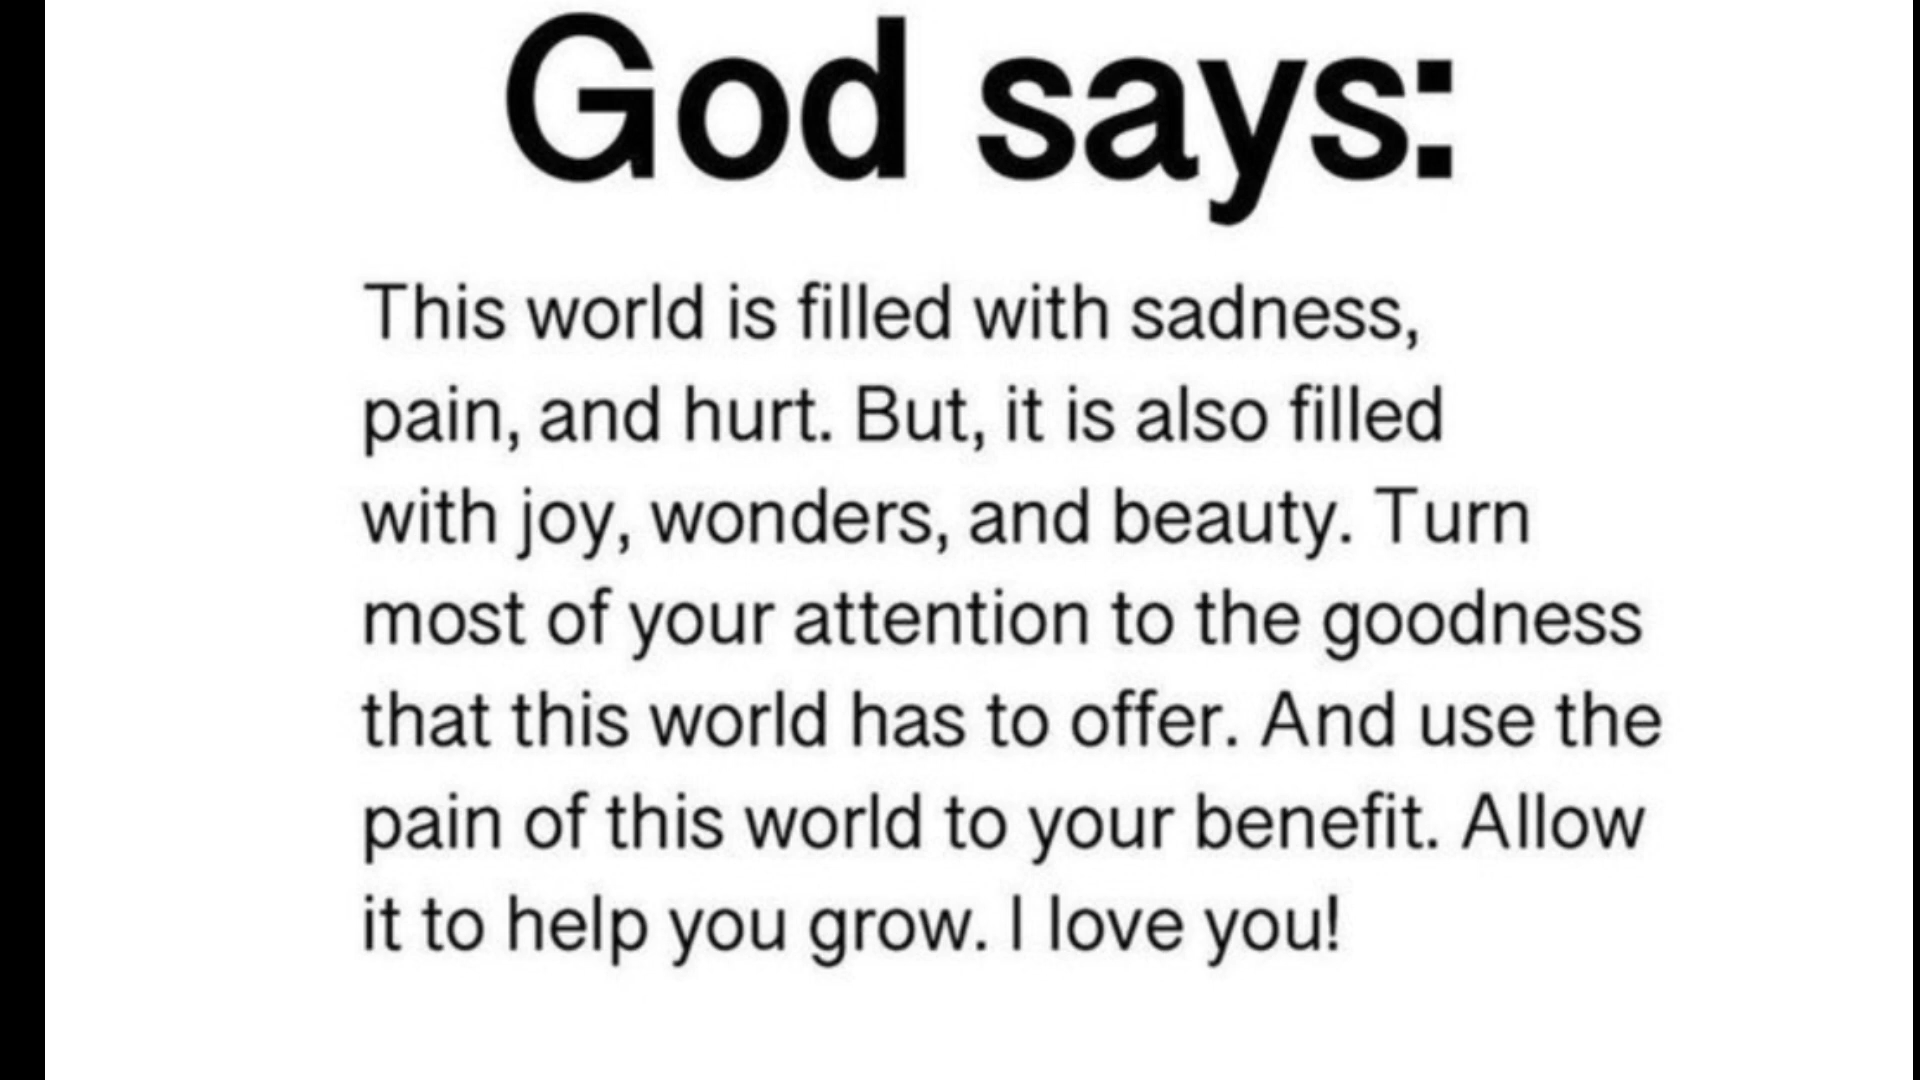 God says:
This world is filled with sadness,
pain, and hurt. But, it is also filled
with joy, wonders, and beauty. Turn
most of your attention to the goodness
that this world has to offer. And use the
pain of this world to your benefit. Allow
it to help you grow. I love you!